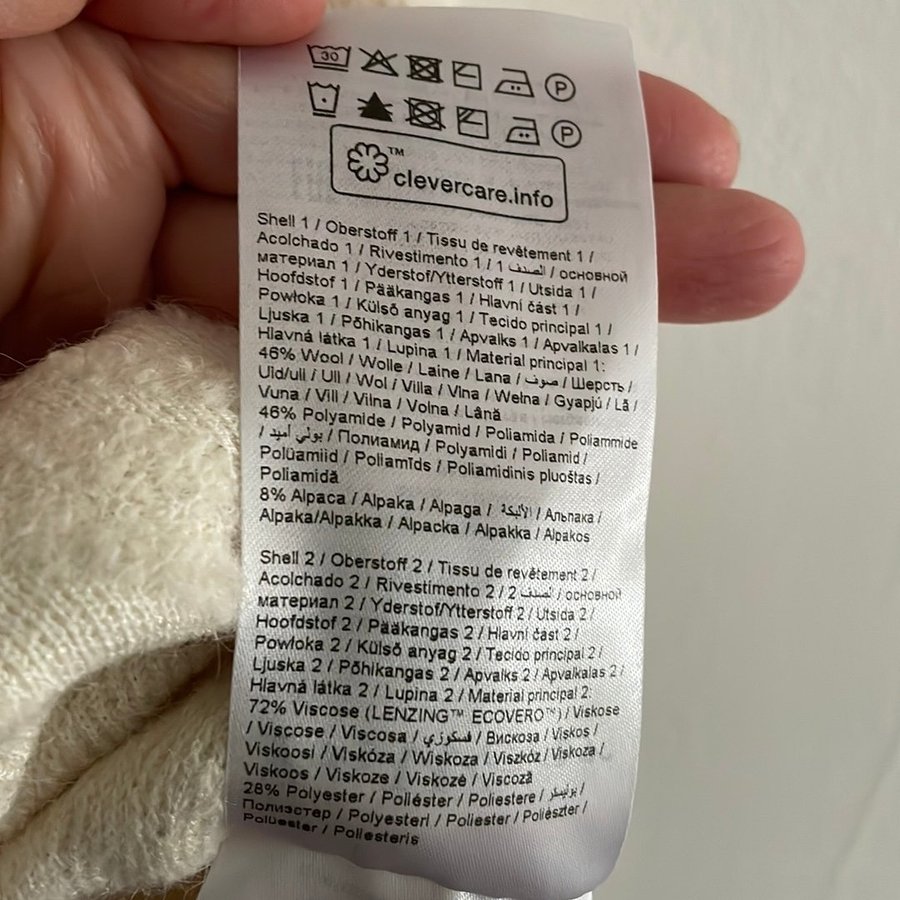 30 P
P
™ clevercare.info
Shell 1 / Oberstoff 1 / Tissu de revêtement 1 /
Acolchado 1 / Rivestimento 1 / الصدف 1 / основной
материал 1 / Yderstof/Ytterstoff 1 / Utsida 1 /
Hoofdstof 1 / Pääkangas 1 / Hlavní část 1 /
Powłoka 1 / Külső anyag 1 / Tecido principal 1 /
Ljuska 1 / Põhikangas 1 / Apvalks 1 / Apvalkalas 1 /
Hlavná látka 1 / Lupina 1 / Material principal 1:
46% Wool / Wolle / Laine / Lana / صوف / Шерсть /
Uld/ull / Ull / Wol / Villa / Vlna / Wełna / Gyapjú / Lã /
Vuna / Vill / Vilna / Volna / Lână
46% Polyamide / Polyamid / Poliamida / Poliammide
/ بولي أميد / Полиамид / Polyamidi / Poliamid /
Polüamiid / Poliamīds / Poliamidinis pluoštas /
Poliamidă
8% Alpaca / Alpaka / Alpaga / الألبكة / Альпака /
Alpaka/Alpakka / Alpacka / Alpakka / Alpakos
Shell 2 / Oberstoff 2 / Tissu de revêtement 2 /
Acolchado 2 / Rivestimento 2 / الصدف 2 / основной
материал 2 / Yderstof/Ytterstoff 2 / Utsida 2 /
Hoofdstof 2 / Pääkangas 2 / Hlavní část 2 /
Powłoka 2 / Külső anyag 2 / Tecido principal 2 /
Ljuska 2 / Põhikangas 2 / Apvalks 2 / Apvalkalas 2 /
Hlavná látka 2 / Lupina 2 / Material principal 2:
72% Viscose (LENZING™ ECOVERO™) / Viskose
/ Viscose / Viscosa / فسكوزي / Вискоза / Viskos /
Viskoosi / Viskóza / Wiskoza / Viszkóz / Viskoza /
Viskoos / Viskoze / Viskozė / Viscoză
28% Polyester / Poliéster / Poliestere / بوليستر /
Полиэстер / Polyesteri / Poliester / Poliészter /
Polüester / Poliesteris